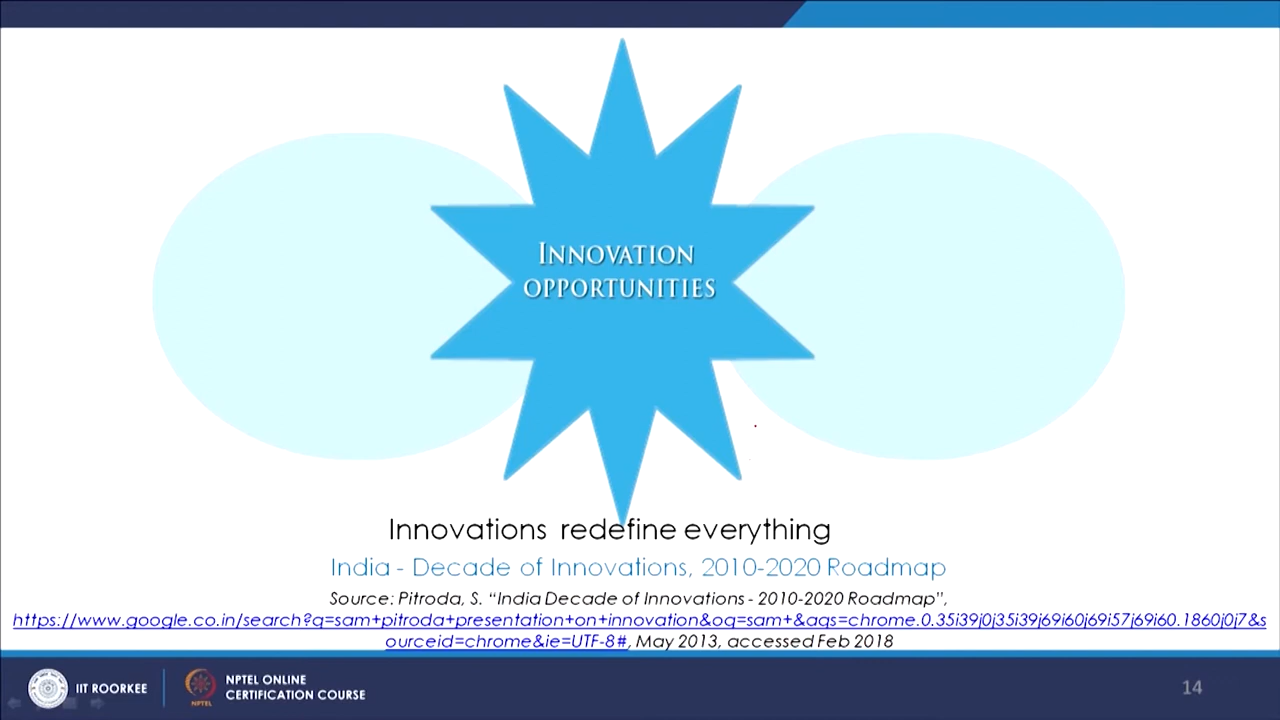 INNOVATION
OPPORTUNITIES
Innovations redefine everything
India - Decade of Innovations, 2010-2020 Roadmap
Source: Pitroda, S. “India Decade of Innovations - 2010-2020 Roadmap”,
https://www.google.co.in/search?q=sam+pitroda+presentation+on+innovation&oq=sam+&aqs=chrome.0.35i39j0j35i39j69i60j69i57j69i60.1860j0j7&s
ourceid=chrome&ie=UTF-8#, May 2013, accessed Feb 2018
IIT ROORKEE
NPTEL ONLINE
CERTIFICATION COURSE
NPTEL
14